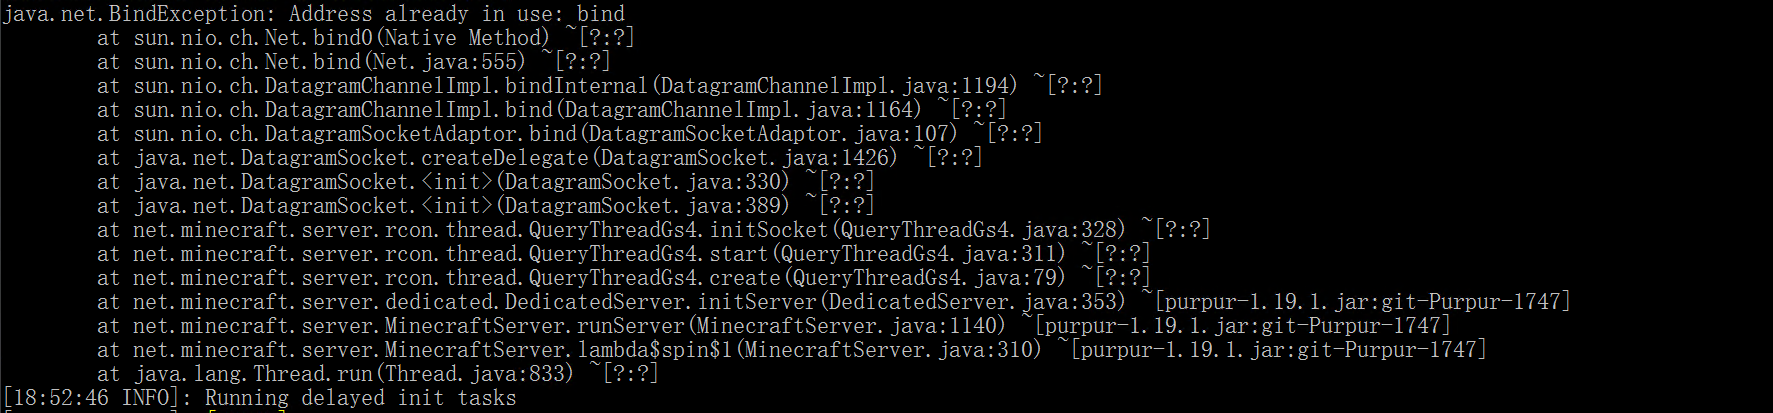 java.net.BindException: Address already in use: bind
at sun.nio.ch.Net.bind0(Native Method) ~[?:?]
at sun.nio.ch.Net.bind(Net.java:555) ~[?:?]
at sun.nio.ch.DatagramChannelImpl.bindInternal(DatagramChannelImpl.java:1194) ~[?:?]
at sun.nio.ch.DatagramChannelImpl.bind(DatagramChannelImpl.java:1164) ~[?:?]
at sun.nio.ch.DatagramSocketAdaptor.bind(DatagramSocketAdaptor.java:107) ~[?:?]
at java.net.DatagramSocket.createDelegate(DatagramSocket.java:1426) ~[?:?]
at java.net.DatagramSocket.<init>(DatagramSocket.java:330) ~[?:?]
at java.net.DatagramSocket.<init>(DatagramSocket.java:389) ~[?:?]
at net.minecraft.server.rcon.thread.QueryThreadGs4.initSocket(QueryThreadGs4.java:328) ~[?:?]
at net.minecraft.server.rcon.thread.QueryThreadGs4.start(QueryThreadGs4.java:311) ~[?:?]
at net.minecraft.server.rcon.thread.QueryThreadGs4.create(QueryThreadGs4.java:79) ~[?:?]
at net.minecraft.server.dedicated.DedicatedServer.initServer(DedicatedServer.java:353) ~[purpur-1.19.1.jar:git-Purpur-1747]
at net.minecraft.server.MinecraftServer.runServer(MinecraftServer.java:1140) ~[purpur-1.19.1.jar:git-Purpur-1747]
at net.minecraft.server.MinecraftServer.lambda$spin$1(MinecraftServer.java:310) ~[purpur-1.19.1.jar:git-Purpur-1747]
at java.lang.Thread.run(Thread.java:833) ~[?:?]
[18:52:46 INFO]: Running delayed init tasks